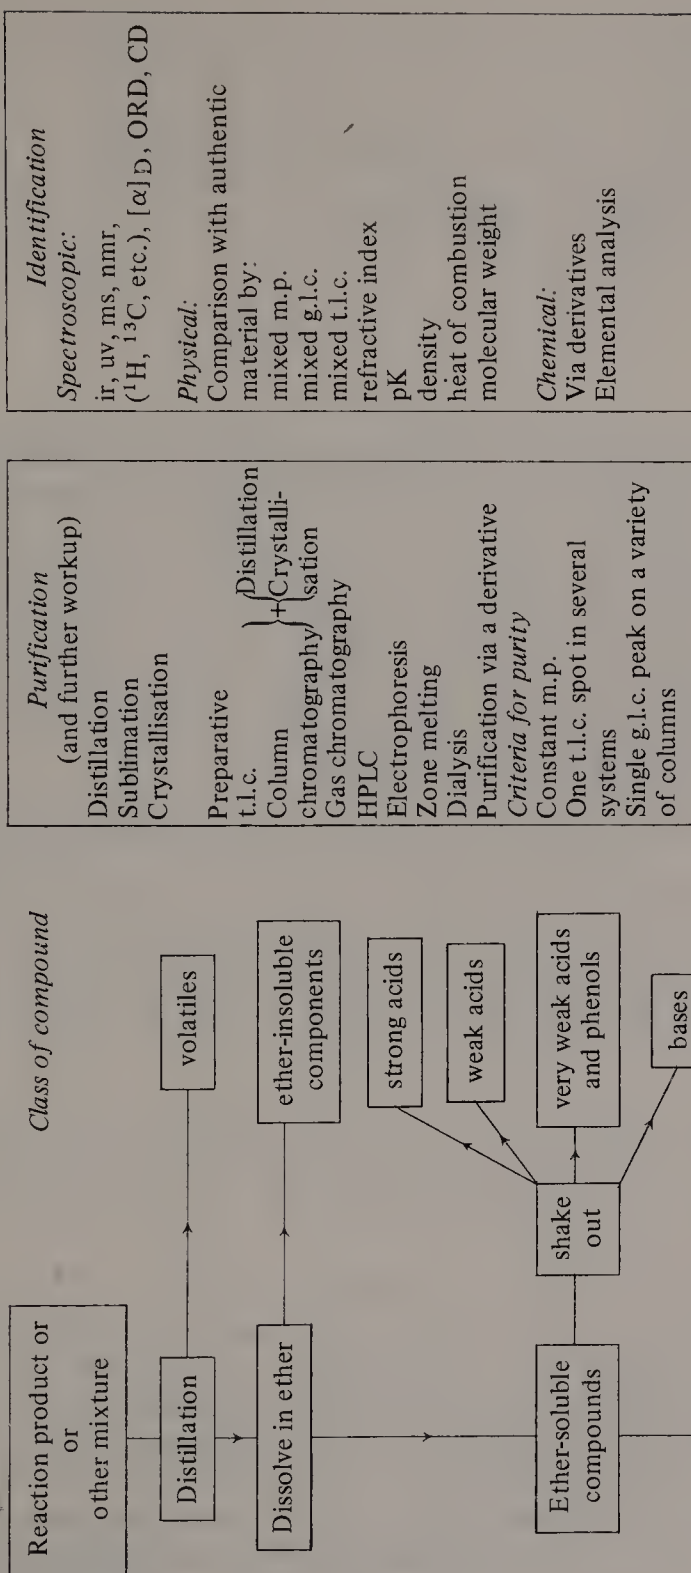 Reaction product or
or
other mixture
Class of compound
Distillation
volatiles
Dissolve in ether
ether-insoluble
components
Ether-soluble
compounds
shake
out
strong acids
weak acids
very weak acids
and phenols
bases
Purification
(and further workup)
Distillation
Sublimation
Crystallisation
Preparative
t.l.c. } { Distillation
Column } + { Crystalli-
chromatography } { sation
Gas chromatography
HPLC
Electrophoresis
Zone melting
Dialysis
Purification via a derivative
Criteria for purity
Constant m.p.
One t.l.c. spot in several
systems
Single g.l.c. peak on a variety
of columns
Identification
Spectroscopic:
ir, uv, ms, nmr,
(¹H, ¹³C, etc.), [α]D, ORD, CD
Physical:
Comparison with authentic
material by:
mixed m.p.
mixed g.l.c.
mixed t.l.c.
refractive index
pK
density
heat of combustion
molecular weight
Chemical:
Via derivatives
Elemental analysis